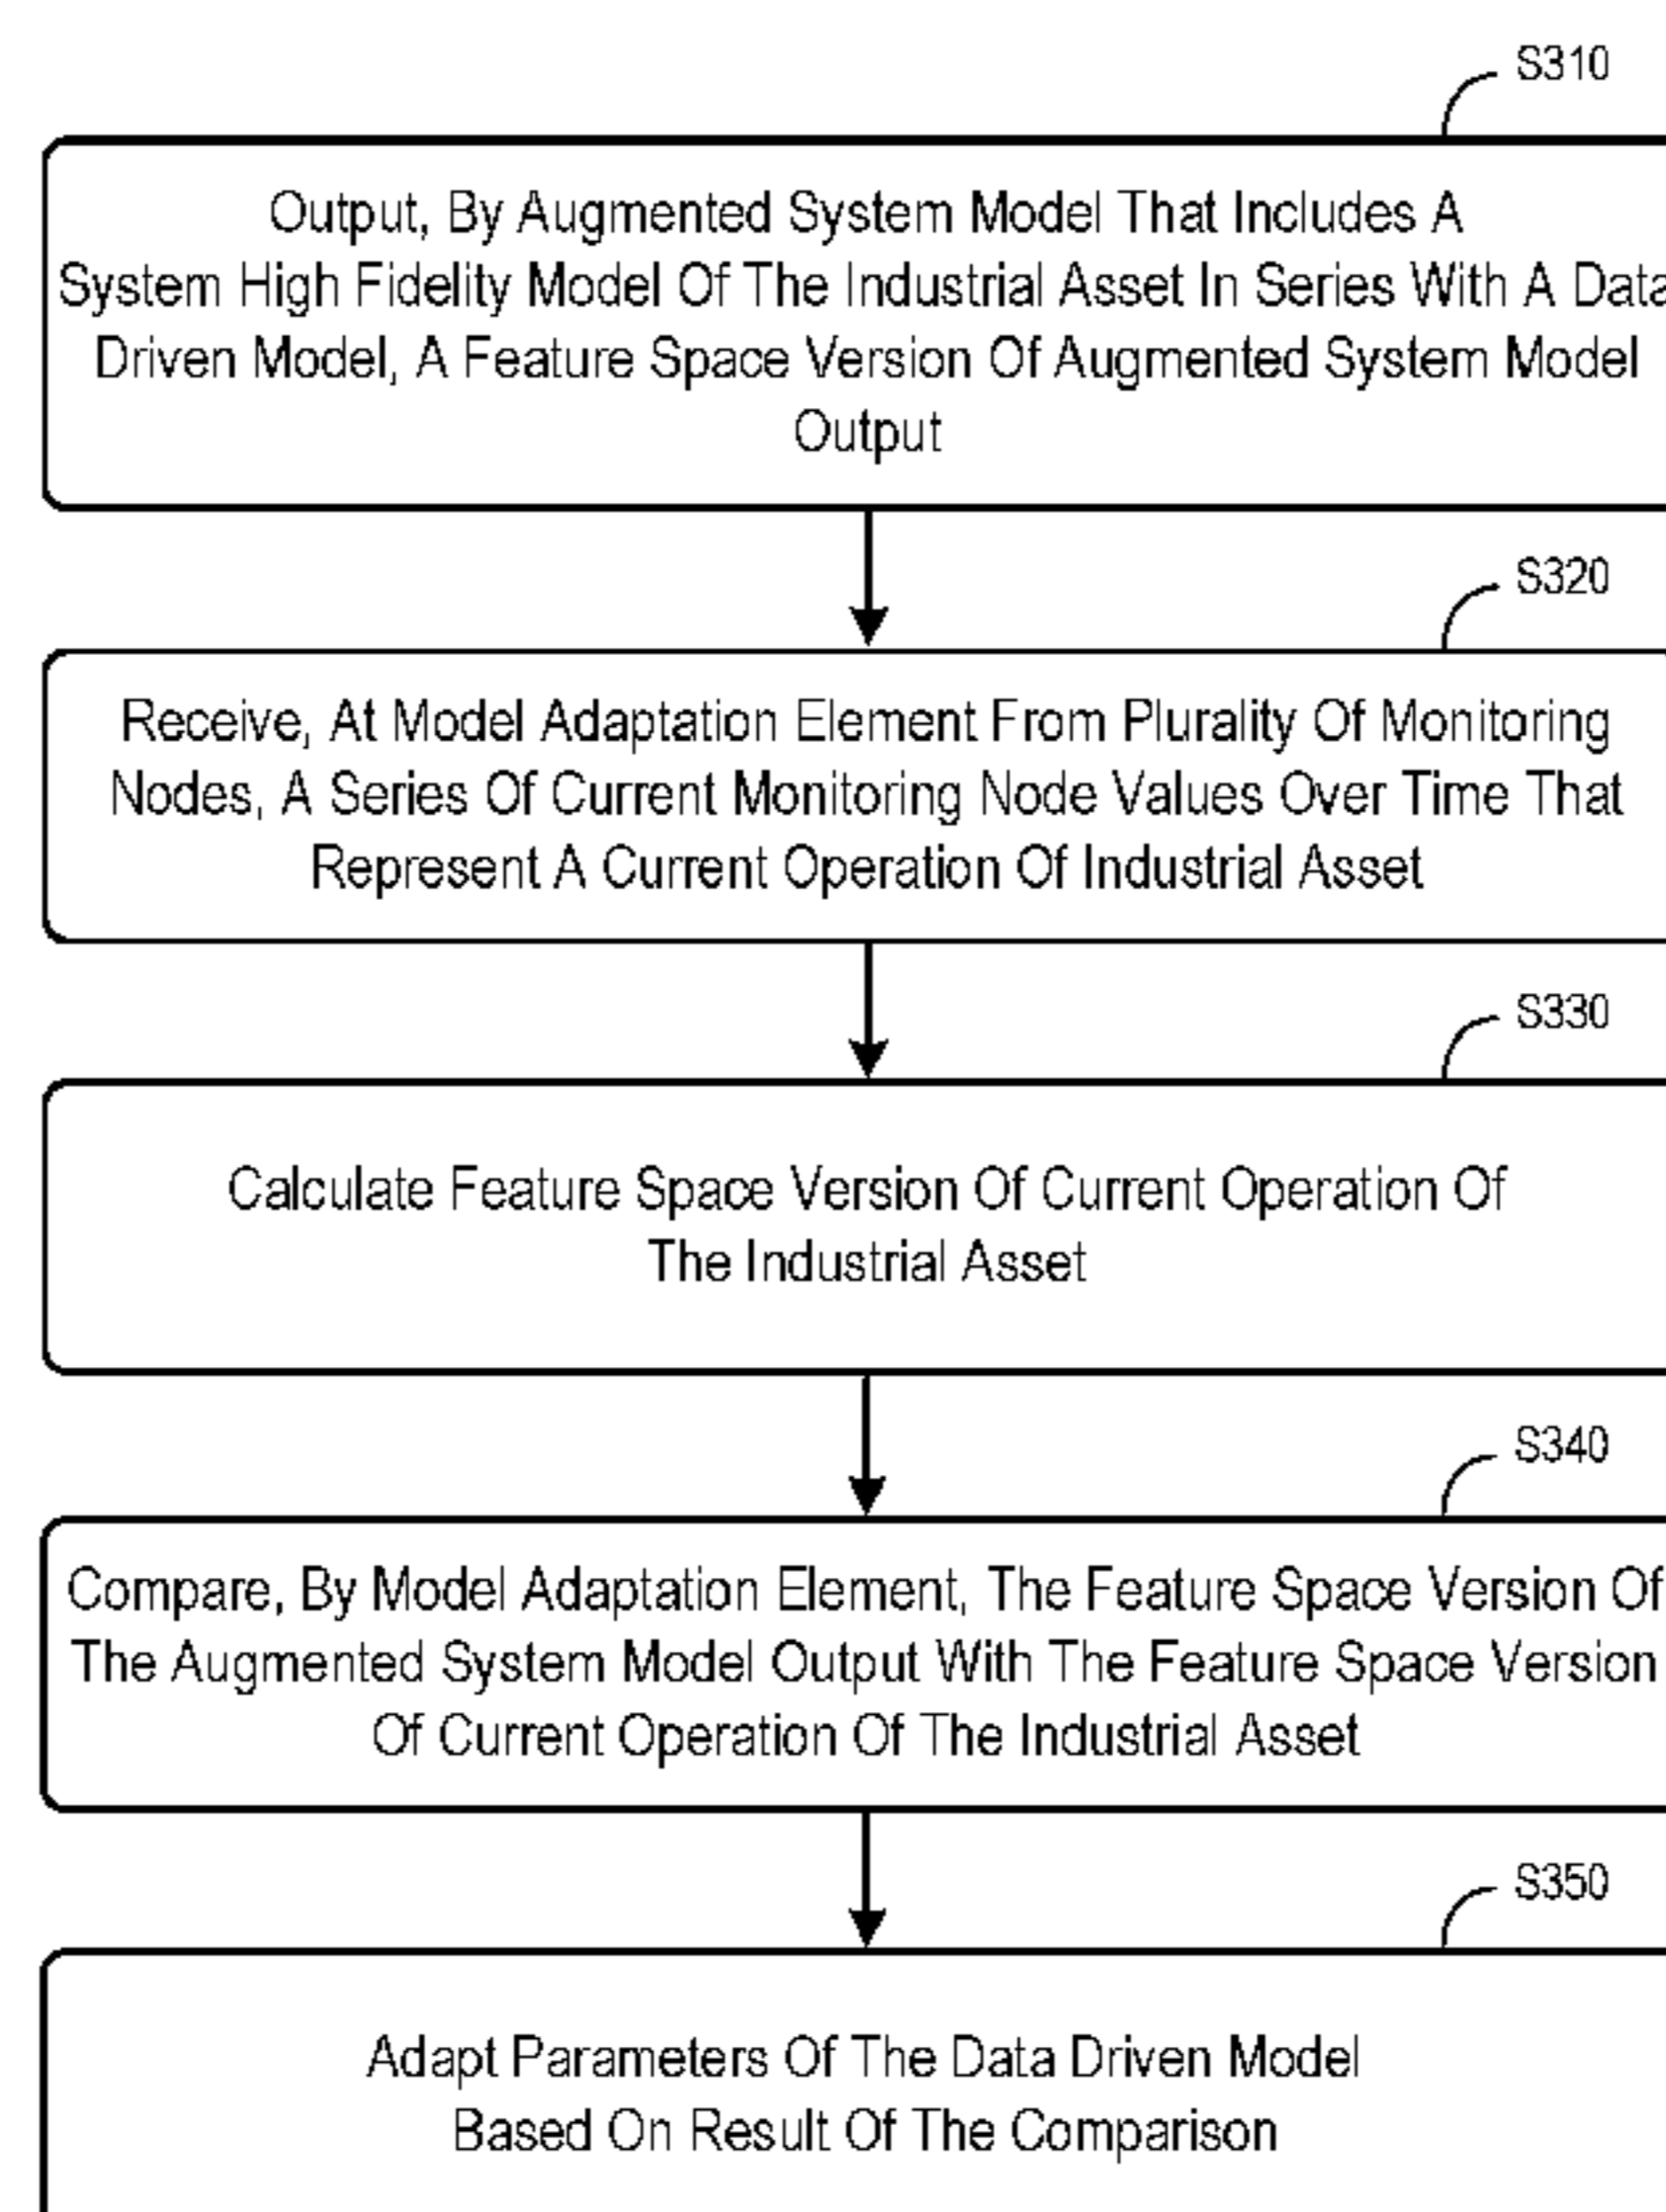 S310
Output, By Augmented System Model That Includes A
System High Fidelity Model Of The Industrial Asset In Series With A Data
Driven Model, A Feature Space Version Of Augmented System Model
Output
S320
Receive, At Model Adaptation Element From Plurality Of Monitoring
Nodes, A Series Of Current Monitoring Node Values Over Time That
Represent A Current Operation Of Industrial Asset
S330
Calculate Feature Space Version Of Current Operation Of
The Industrial Asset
S340
Compare, By Model Adaptation Element, The Feature Space Version Of
The Augmented System Model Output With The Feature Space Version
Of Current Operation Of The Industrial Asset
S350
Adapt Parameters Of The Data Driven Model
Based On Result Of The Comparison